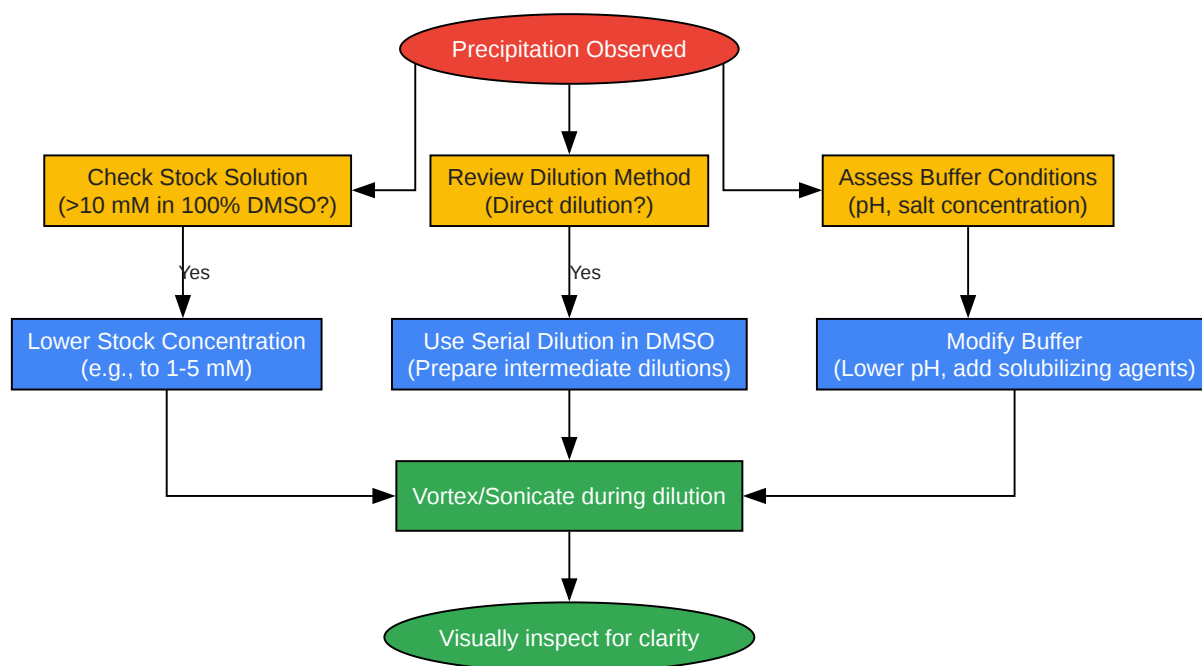 Precipitation Observed
Check Stock Solution
(>10 mM in 100% DMSO?)
Review Dilution Method
(Direct dilution?)
Assess Buffer Conditions
(pH, salt concentration)
Yes
Yes
Lower Stock Concentration
(e.g., to 1-5 mM)
Use Serial Dilution in DMSO
(Prepare intermediate dilutions)
Modify Buffer
(Lower pH, add solubilizing agents)
Vortex/Sonicate during dilution
Visually inspect for clarity